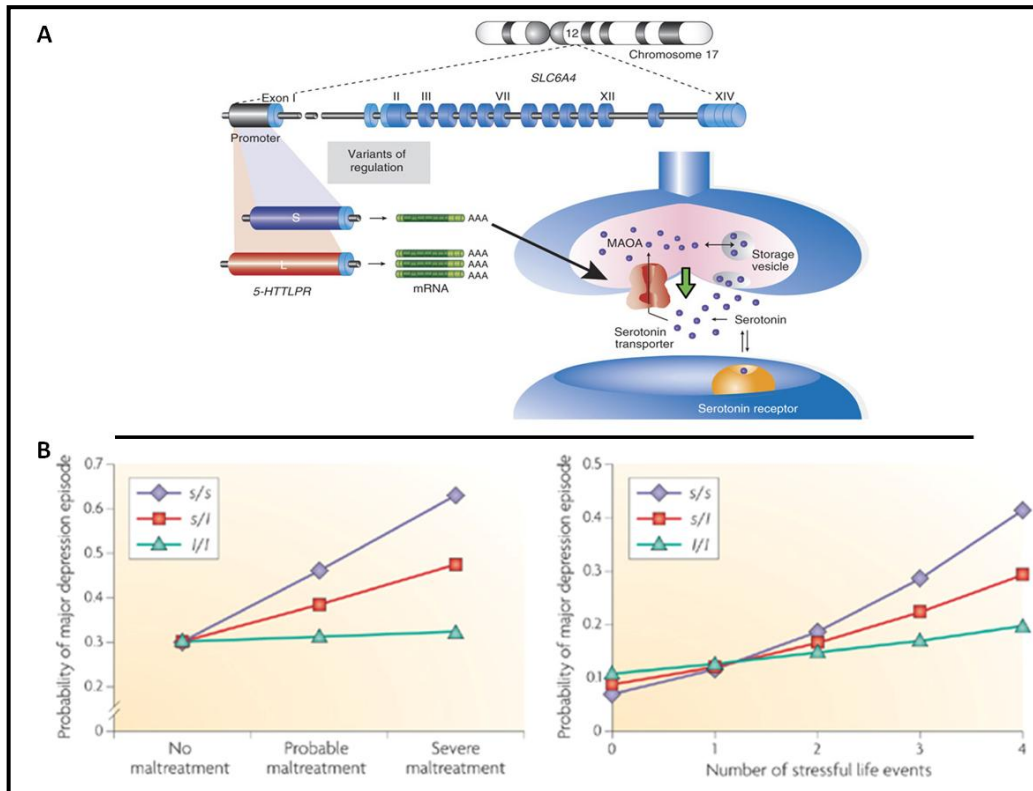 A
12
Chromosome 17
SLC6A4
Exon I
II
III
VII
XII
XIV
Promoter
Variants of
regulation
S
AAA
L
AAA
AAA
AAA
5-HTTLPR
mRNA
MAOA
Storage
vesicle
Serotonin
transporter
Serotonin
Serotonin receptor
B
Probability of major depression episode
0.7
0.6
0.5
0.4
0.3
0.2
0
s/s
s/l
l/l
No
maltreatment
Probable
maltreatment
Severe
maltreatment
Probability of major depression episode
0.5
0.4
0.3
0.2
0.1
0
s/s
s/l
l/l
0 1 2 3 4
Number of stressful life events